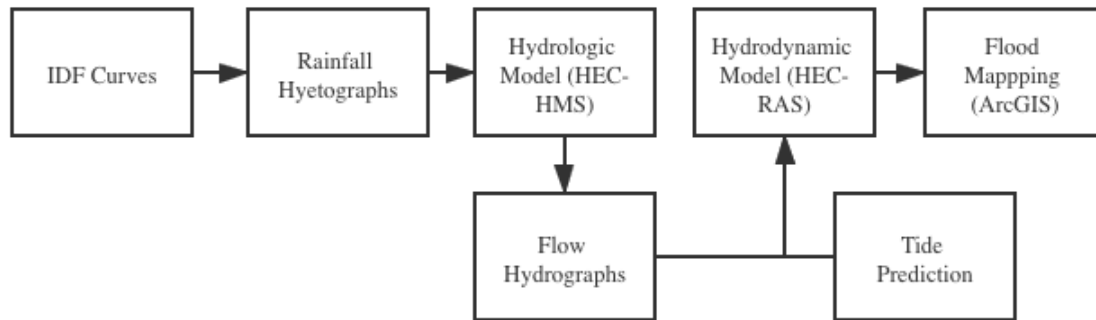 IDF Curves
Rainfall
Hyetographs
Hydrologic
Model (HEC-
HMS)
Hydrodynamic
Model (HEC-
RAS)
Flood
Mappping
(ArcGIS)
Flow
Hydrographs
Tide
Prediction